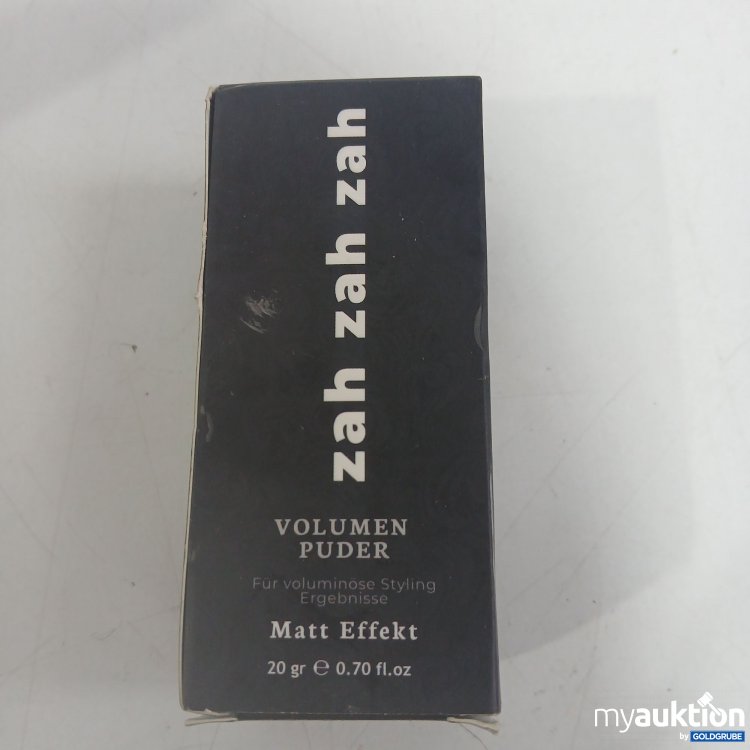 zah zah zah
VOLUMEN
PUDER
Für voluminöse Styling
Ergebnisse
Matt Effekt
20 gr ℮ 0.70 fl.oz
myauktion
by GOLDGRUBE